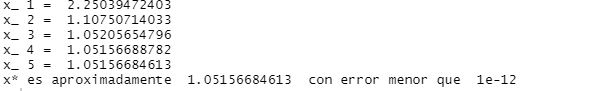 x_ 1 =  2.25039472403
x_ 2 =  1.10750714033
x_ 3 =  1.05205654796
x_ 4 =  1.05156688782
x_ 5 =  1.05156684613
x* es aproximadamente  1.05156684613  con error menor que  1e-12